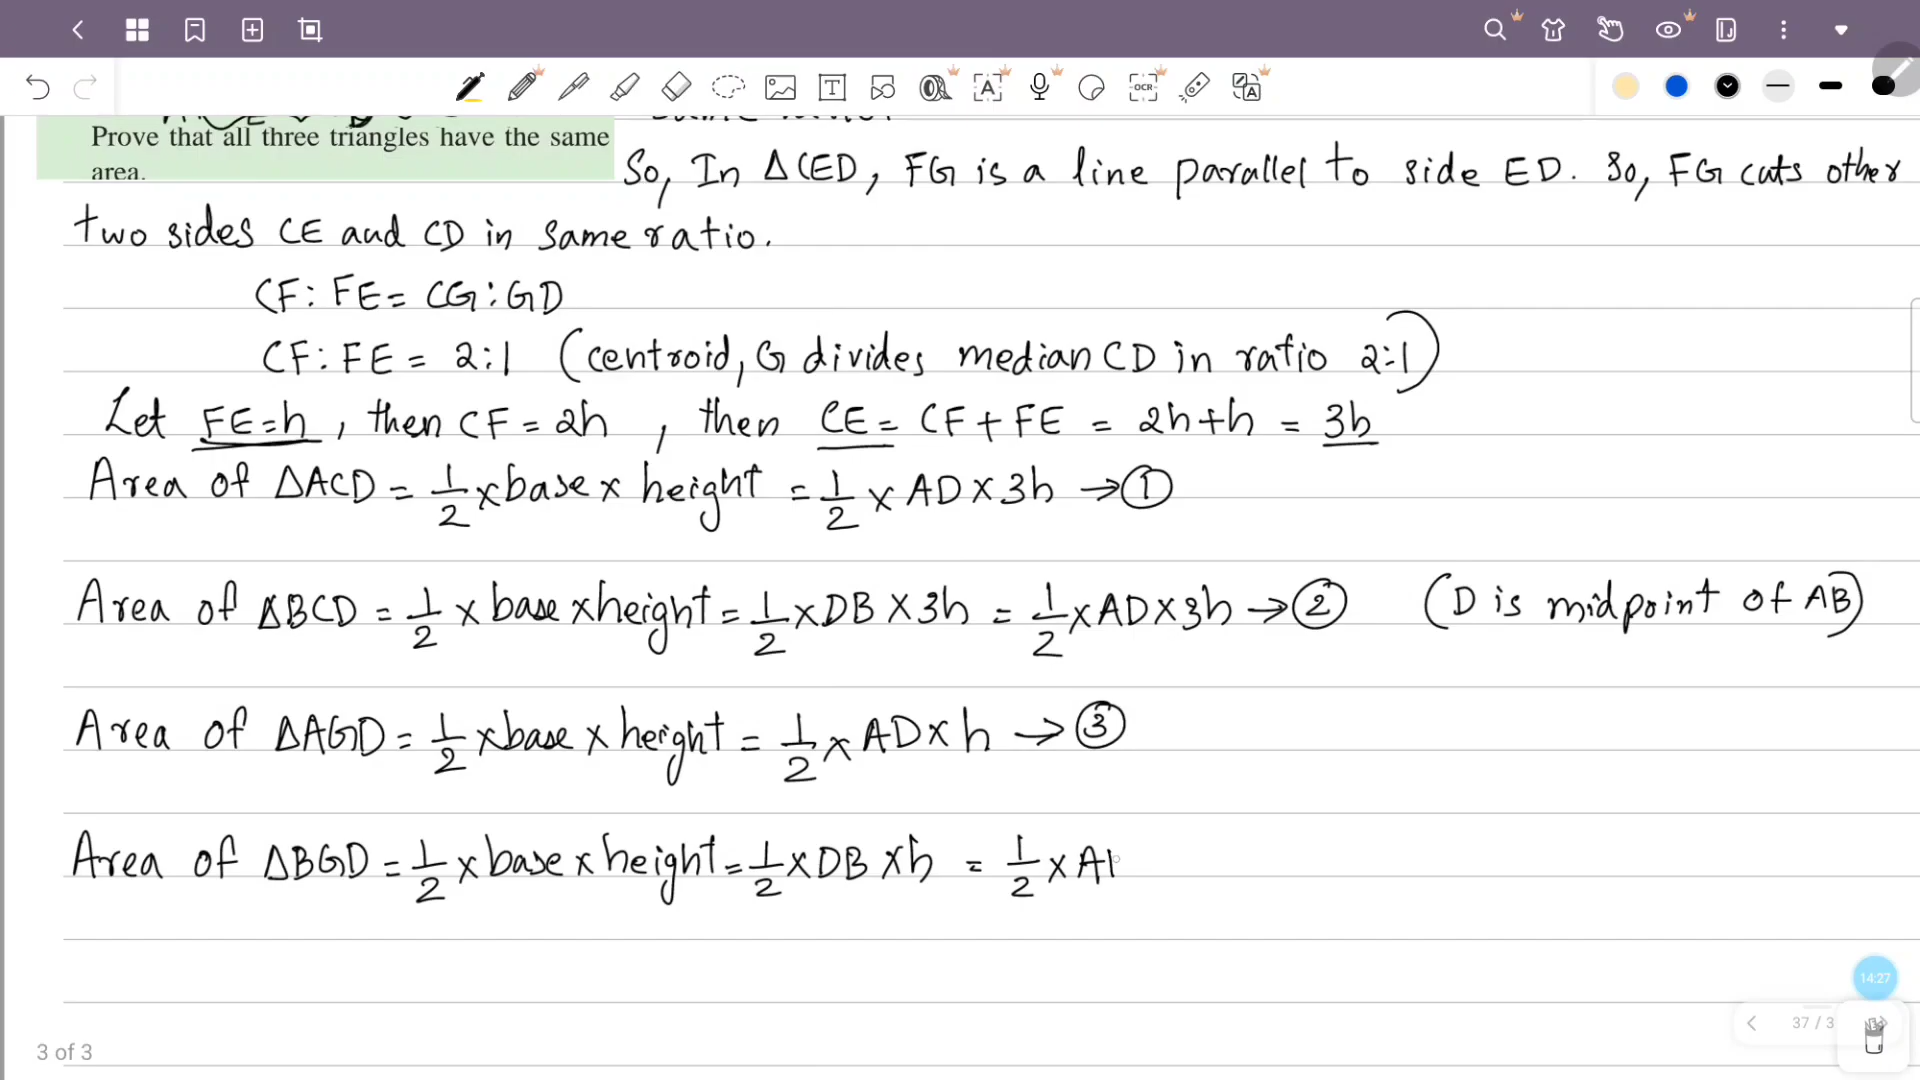 Prove that all three triangles have the same
area.
So, In ΔCED, FG is a line parallel to side ED. So, FG cuts other
two sides CE and CD in same ratio.
CF:FE = CG:GD
CF:FE = 2:1 (centroid, G divides median CD in ratio 2:1)
Let FE=h, then CF=2h, then CE = CF+FE = 2h+h = 3h
Area of ΔACD = 1/2 × base × height = 1/2 × AD × 3h → ①
Area of ΔBCD = 1/2 × base × height = 1/2 × DB × 3h = 1/2 × AD × 3h → ② (D is midpoint of AB)
Area of ΔAGD = 1/2 × base × height = 1/2 × AD × h → ③
Area of ΔBGD = 1/2 × base × height = 1/2 × DB × h = 1/2 × A
14:27
37 / 3
3 of 3